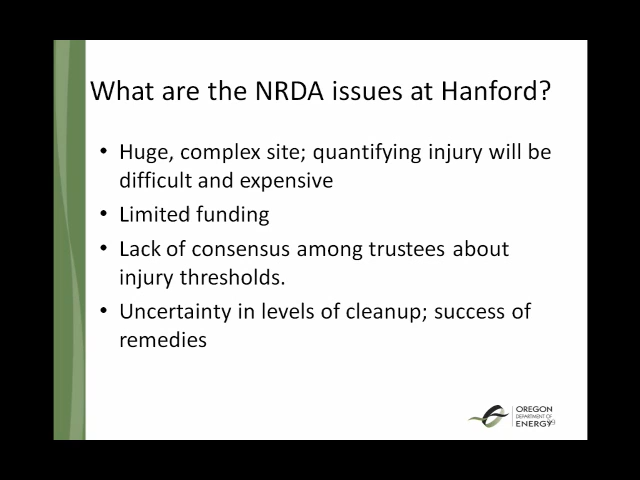 What are the NRDA issues at Hanford?
• Huge, complex site; quantifying injury will be
difficult and expensive
• Limited funding
• Lack of consensus among trustees about
injury thresholds.
• Uncertainty in levels of cleanup; success of
remedies
OREGON
DEPARTMENT OF
ENERGY